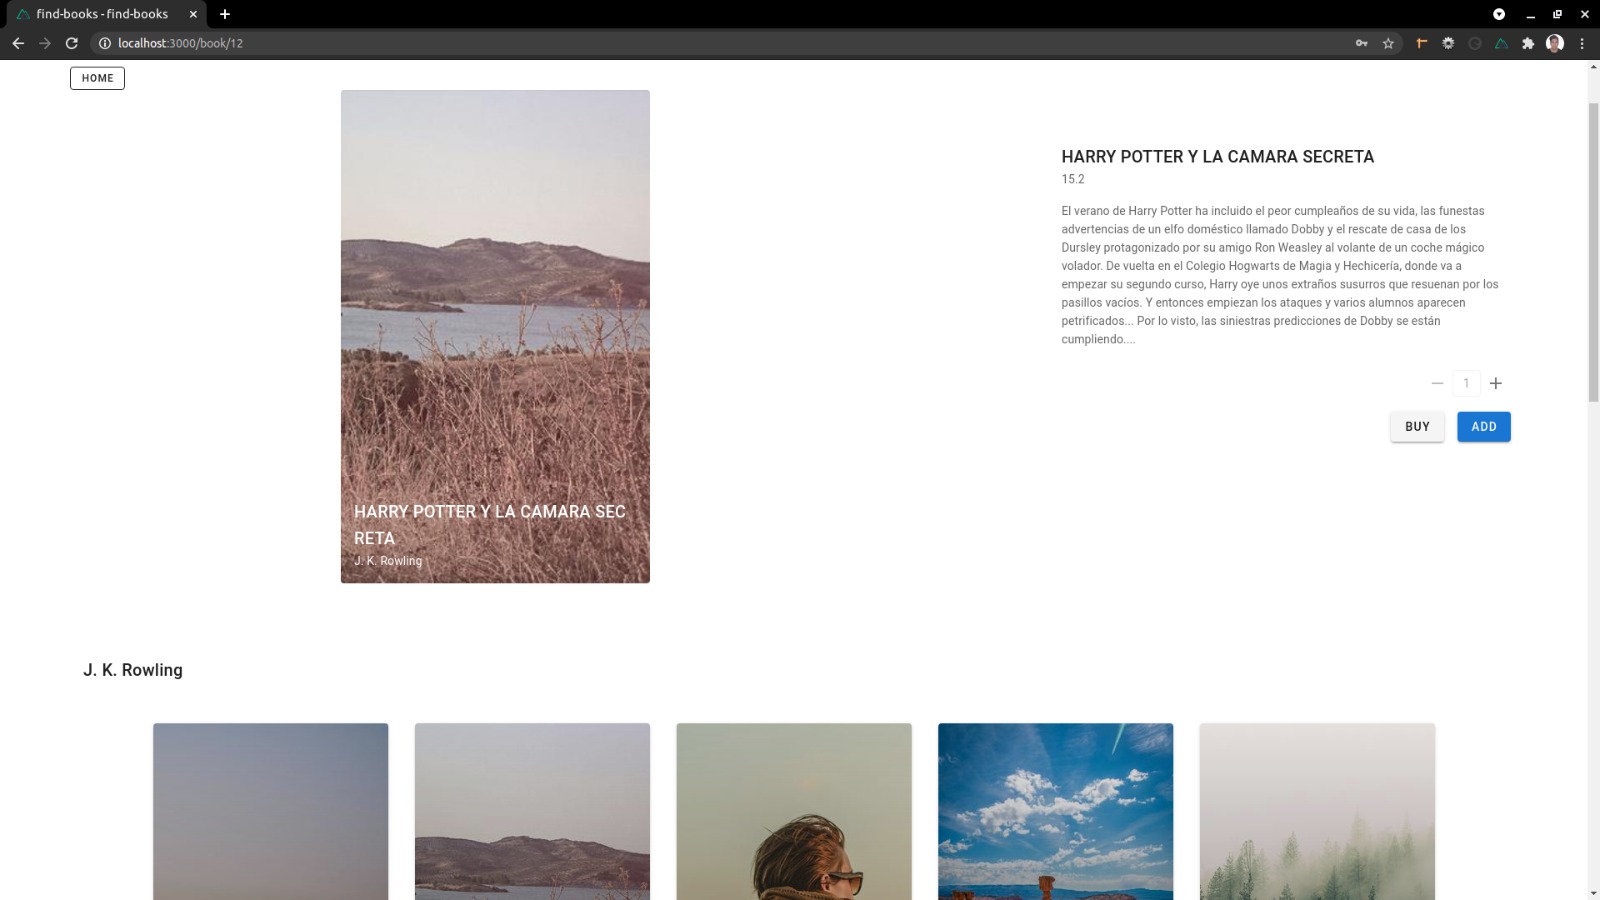 find-books - find-books
localhost:3000/book/12
HOME
HARRY POTTER Y LA CAMARA SEC
RETA
J. K. Rowling
HARRY POTTER Y LA CAMARA SECRETA
15.2
El verano de Harry Potter ha incluido el peor cumpleaños de su vida, las funestas
advertencias de un elfo doméstico llamado Dobby y el rescate de casa de los
Dursley protagonizado por su amigo Ron Weasley al volante de un coche mágico
volador. De vuelta en el Colegio Hogwarts de Magia y Hechicería, donde va a
empezar su segundo curso, Harry oye unos extraños susurros que resuenan por los
pasillos vacíos. Y entonces empiezan los ataques y varios alumnos aparecen
petrificados... Por lo visto, las siniestras predicciones de Dobby se están
cumpliendo....
1
BUY ADD
J. K. Rowling